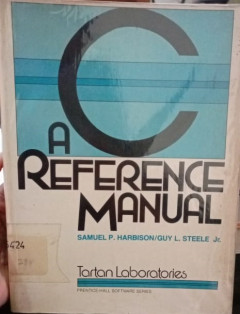 C
A
REFERENCE
MANUAL
SAMUEL P. HARBISON/GUY L. STEELE Jr.
Tartan Laboratories
PRENTICE-HALL SOFTWARE SERIES